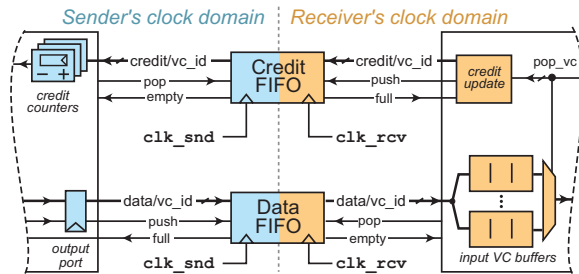 Sender's clock domain
Receiver's clock domain
credit/vc_id
pop
empty
credit
counters
Credit
FIFO
clk_snd
clk_rcv
credit/vc_id
push
full
credit
update
pop_vc
data/vc_id
push
full
output
port
Data
FIFO
clk_snd
clk_rcv
data/vc_id
pop
empty
input VC buffers